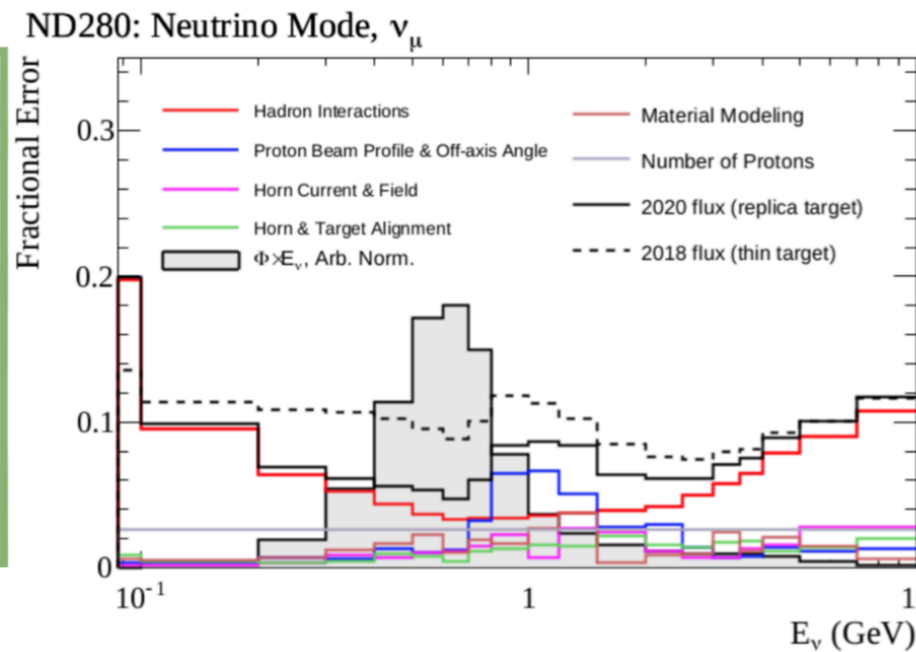 ND280: Neutrino Mode, νμ
Fractional Error
Hadron Interactions
Proton Beam Profile & Off-axis Angle
Horn Current & Field
Horn & Target Alignment
Φ×Eν, Arb. Norm.
Material Modeling
Number of Protons
2020 flux (replica target)
2018 flux (thin target)
0.3
0.2
0.1
0
10-1
1
1
Eν (GeV)